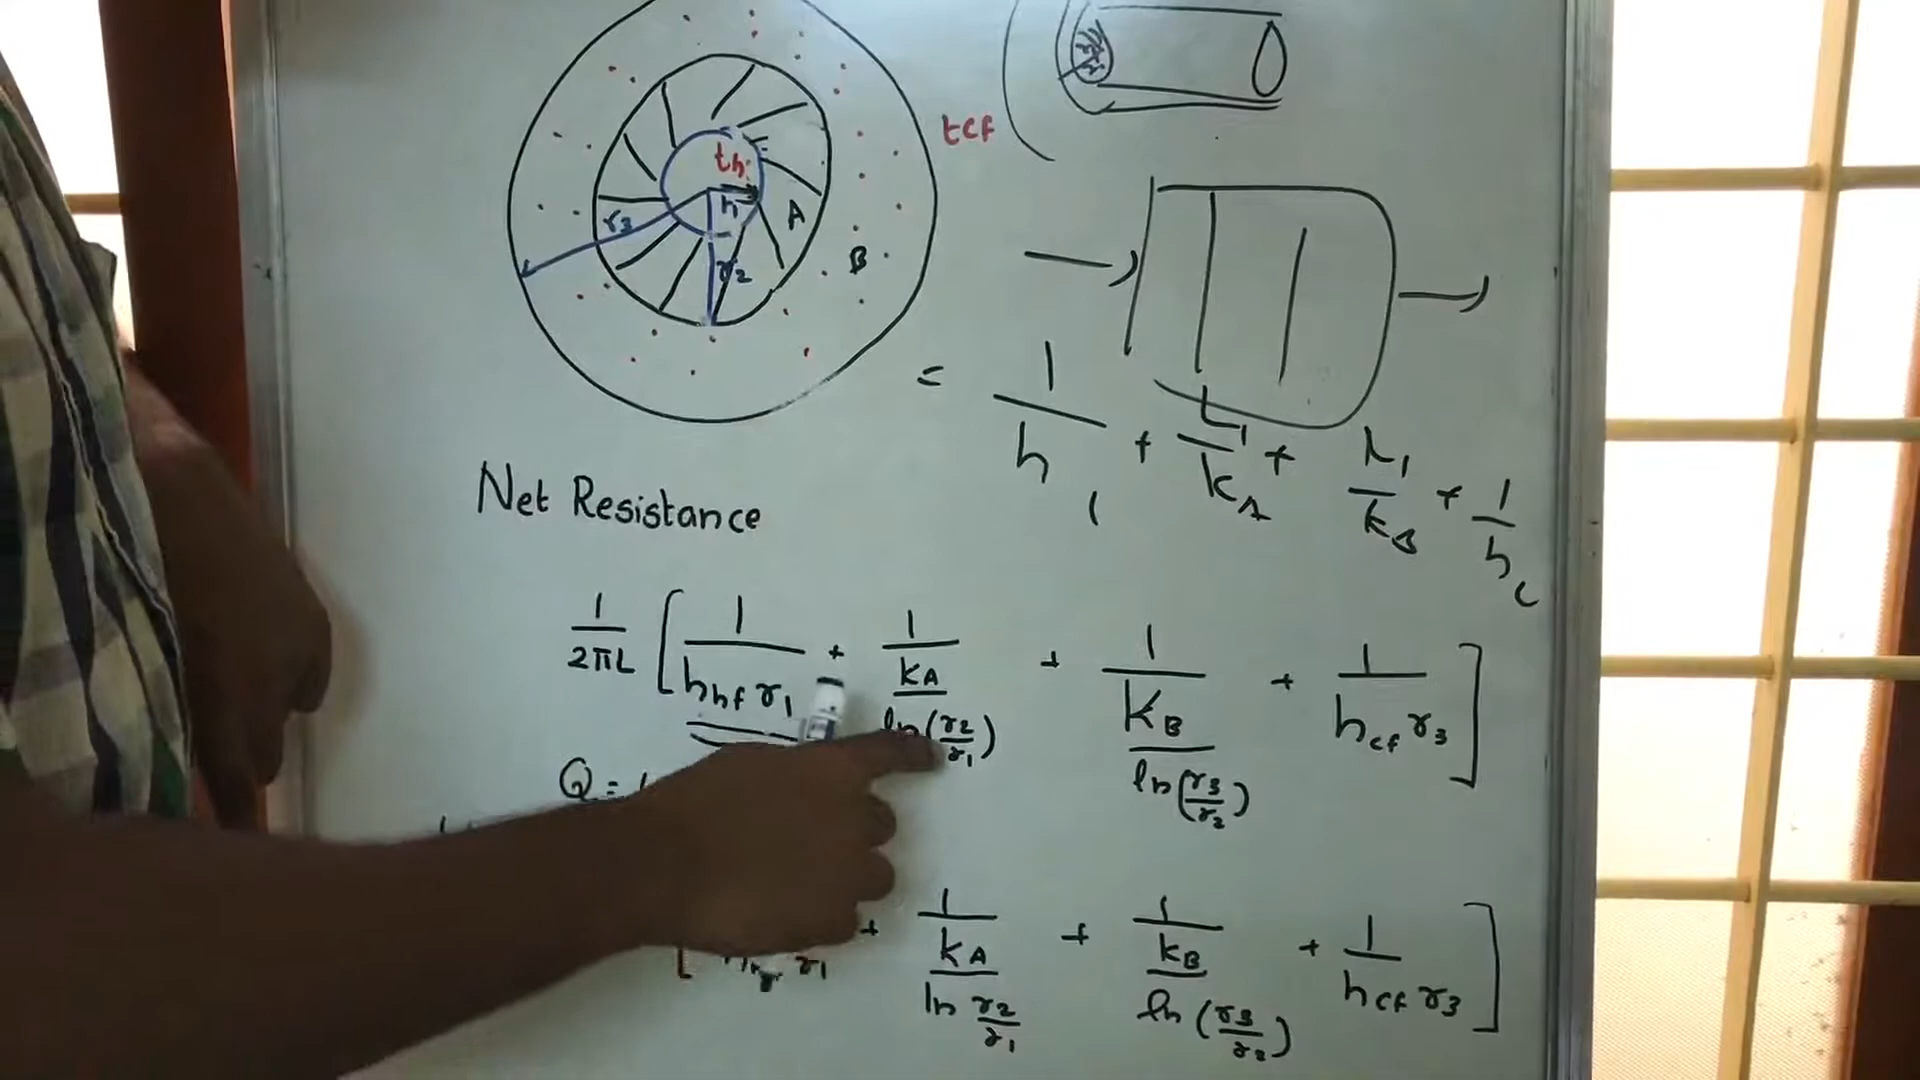 th
tcf
r1
A
r3
r2
B
= 1/h1 + L1/kA + L1/kB + 1/hc
Net Resistance
1/2πL [ 1/(hhf r1) + 1/(kA/ln(r2/r1)) + 1/(kB/ln(r3/r2)) + 1/(hcf r3) ]
Q =
r1 + 1/(kA/ln r2/r1) + 1/(kB/ln(r3/r2)) + 1/(hcf r3) ]